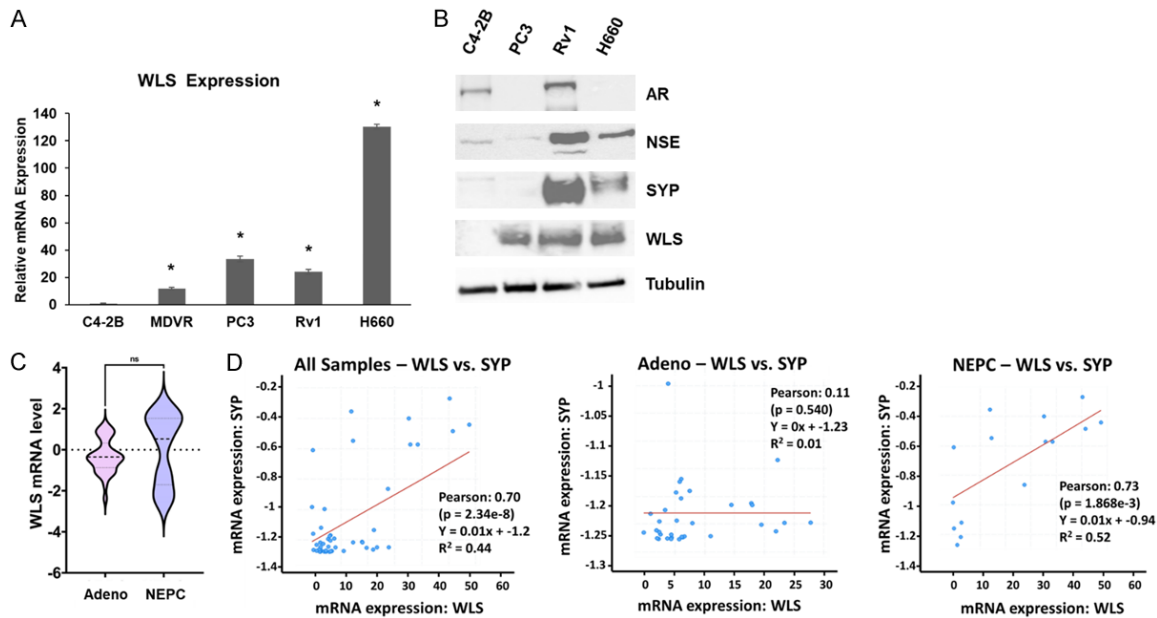 A
WLS Expression
Relative mRNA Expression
140
120
100
80
60
40
20
0
*
*
*
*
C4-2B
MDVR
PC3
Rv1
H660
B
C4-2B
PC3
Rv1
H660
AR
NSE
SYP
WLS
Tubulin
C
WLS mRNA level
4
2
0
-2
-4
-6
ns
Adeno
NEPC
D
All Samples – WLS vs. SYP
mRNA expression: SYP
-0.2
-0.4
-0.6
-0.8
-1.0
-1.2
-1.4
Pearson: 0.70
(p = 2.34e-8)
Y = 0.01x + -1.2
R² = 0.44
0
10
20
30
40
50
60
mRNA expression: WLS
Adeno – WLS vs. SYP
mRNA expression: SYP
-1
-1.05
-1.1
-1.15
-1.2
-1.25
-1.3
Pearson: 0.11
(p = 0.540)
Y = 0x + -1.23
R² = 0.01
0
5
10
15
20
25
30
mRNA expression: WLS
NEPC – WLS vs. SYP
mRNA expression: SYP
-0.2
-0.4
-0.6
-0.8
-1.0
-1.2
-1.4
Pearson: 0.73
(p = 1.868e-3)
Y = 0.01x + -0.94
R² = 0.52
0
10
20
30
40
50
60
mRNA expression: WLS